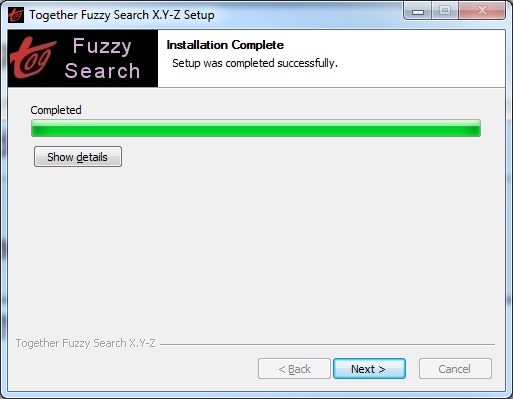 Together Fuzzy Search X.Y-Z Setup
tog
Fuzzy
Search
Installation Complete
Setup was completed successfully.
Completed
Show details
Together Fuzzy Search X.Y-Z
< Back
Next >
Cancel